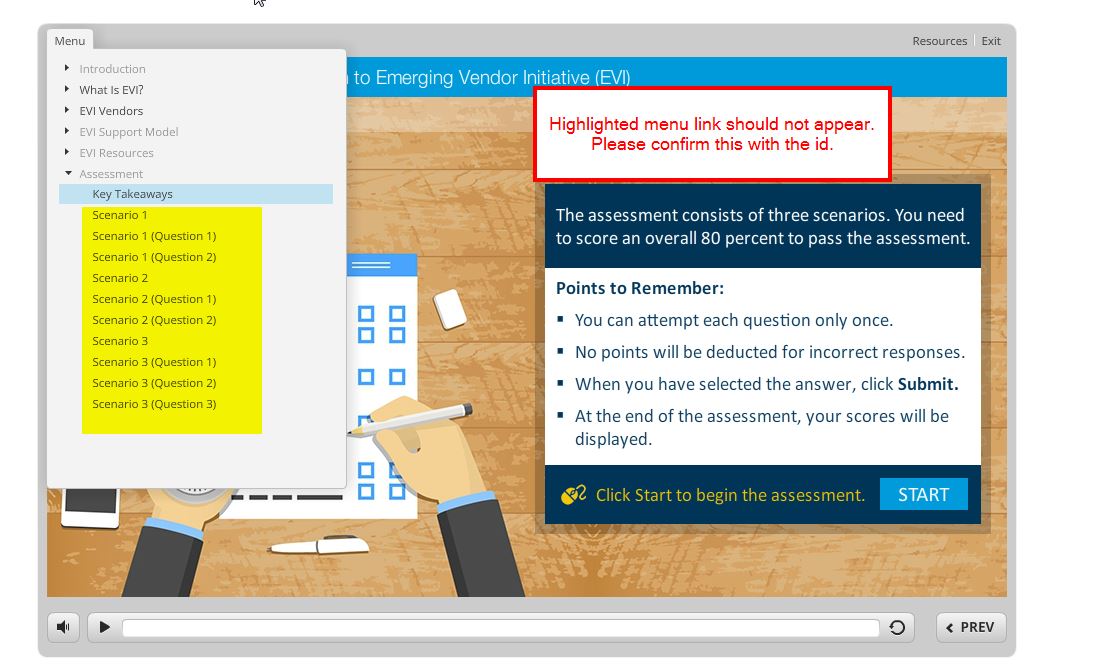 Menu
Resources
Exit
Introduction
to Emerging Vendor Initiative (EVI)
What Is EVI?
EVI Vendors
EVI Support Model
EVI Resources
Assessment
Key Takeaways
Scenario 1
Scenario 1 (Question 1)
Scenario 1 (Question 2)
Scenario 2
Scenario 2 (Question 1)
Scenario 2 (Question 2)
Scenario 3
Scenario 3 (Question 1)
Scenario 3 (Question 2)
Scenario 3 (Question 3)
Highlighted menu link should not appear.
Please confirm this with the id.
The assessment consists of three scenarios. You need
to score an overall 80 percent to pass the assessment.
Points to Remember:
You can attempt each question only once.
No points will be deducted for incorrect responses.
When you have selected the answer, click Submit.
At the end of the assessment, your scores will be
displayed.
Click Start to begin the assessment.
START
PREV